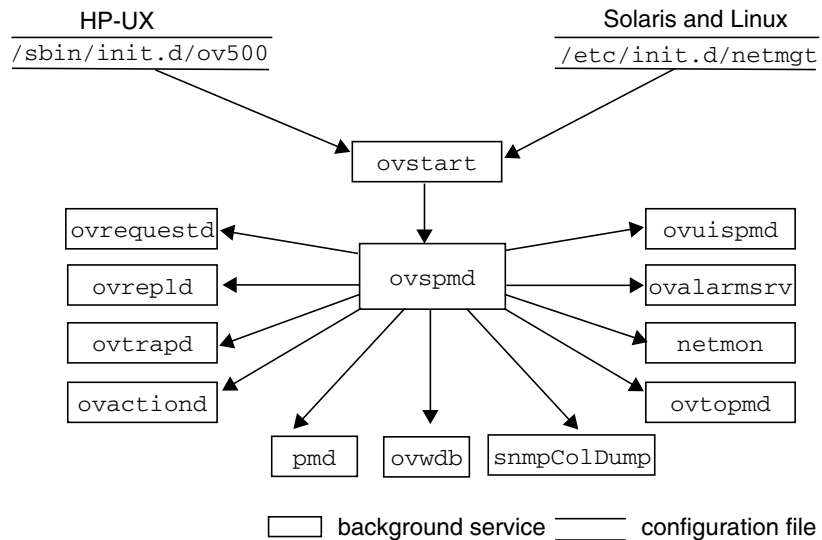 HP-UX
Solaris and Linux
/sbin/init.d/ov500
/etc/init.d/netmgt
ovstart
ovrequestd
ovuispmd
ovspmd
ovrepld
ovalarmsrv
ovtrapd
netmon
ovactiond
ovtopmd
pmd
ovwdb
snmpColDump
background service
configuration file